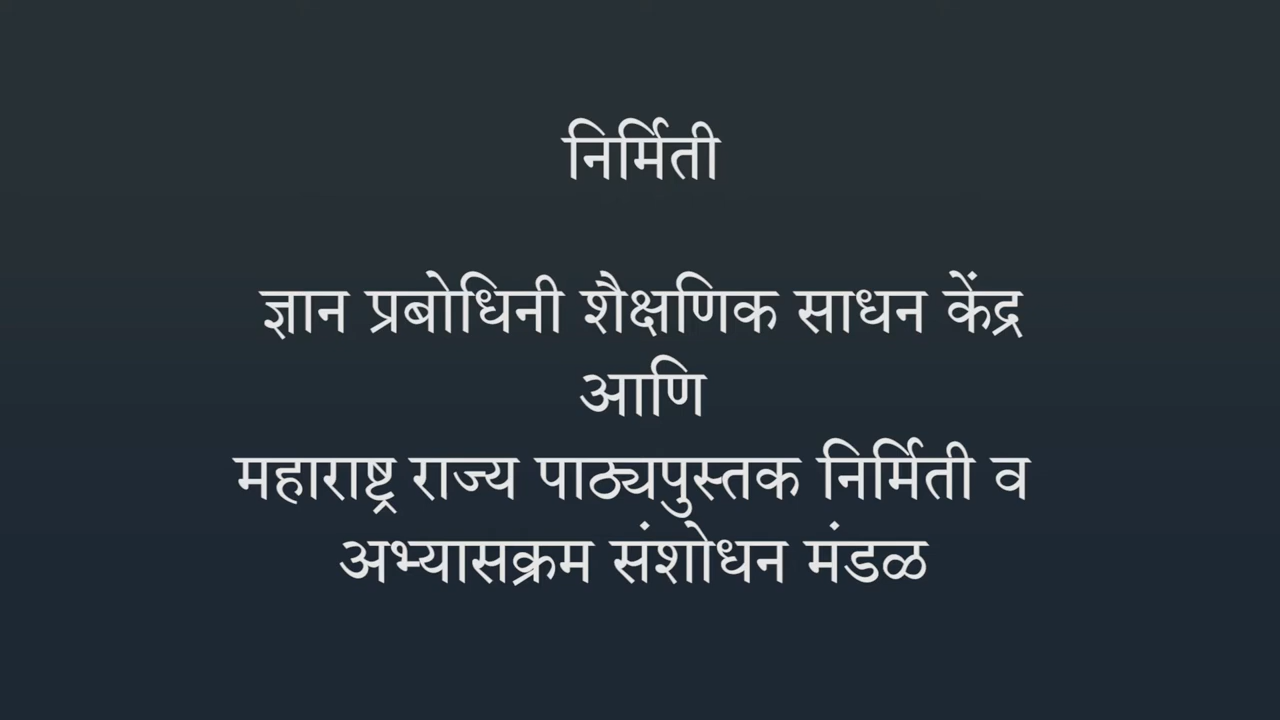 निर्मिती
ज्ञान प्रबोधिनी शैक्षणिक साधन केंद्र
आणि
महाराष्ट्र राज्य पाठ्यपुस्तक निर्मिती व
अभ्यासक्रम संशोधन मंडळ